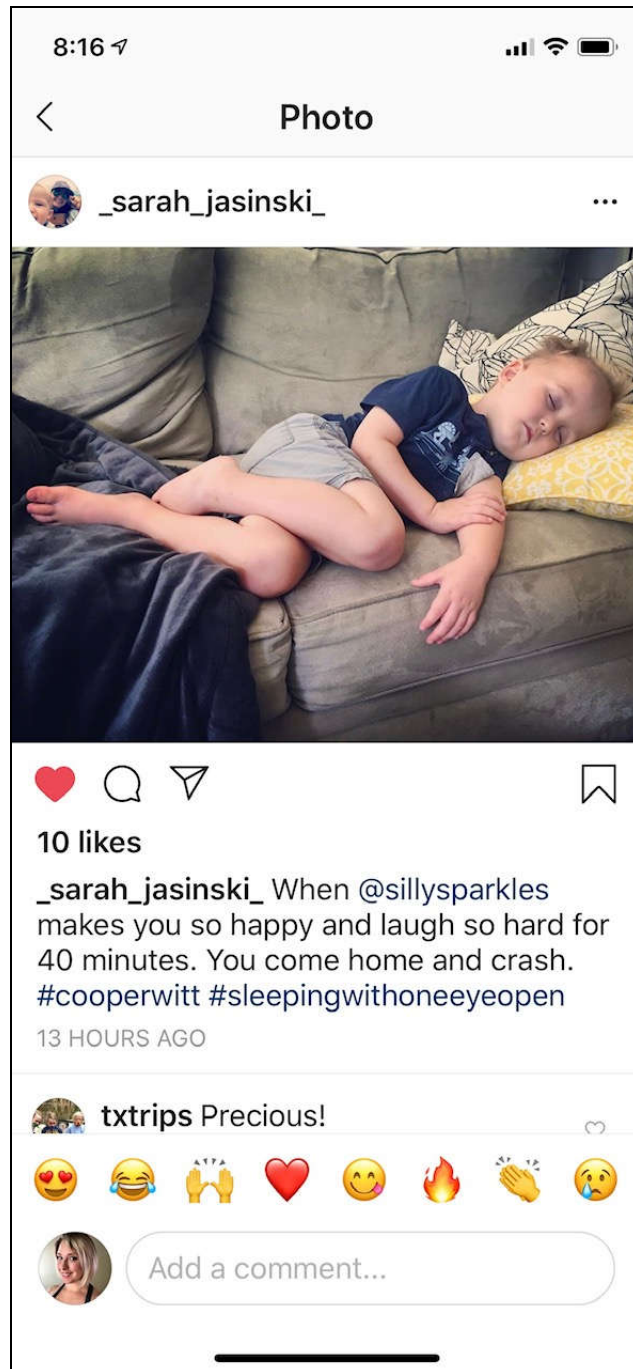 8:16
Photo
_sarah_jasinski_
10 likes
_sarah_jasinski_ When @sillysparkles
makes you so happy and laugh so hard for
40 minutes. You come home and crash.
#cooperwitt #sleepingwithoneeyeopen
13 HOURS AGO
txtrips Precious!
Add a comment...